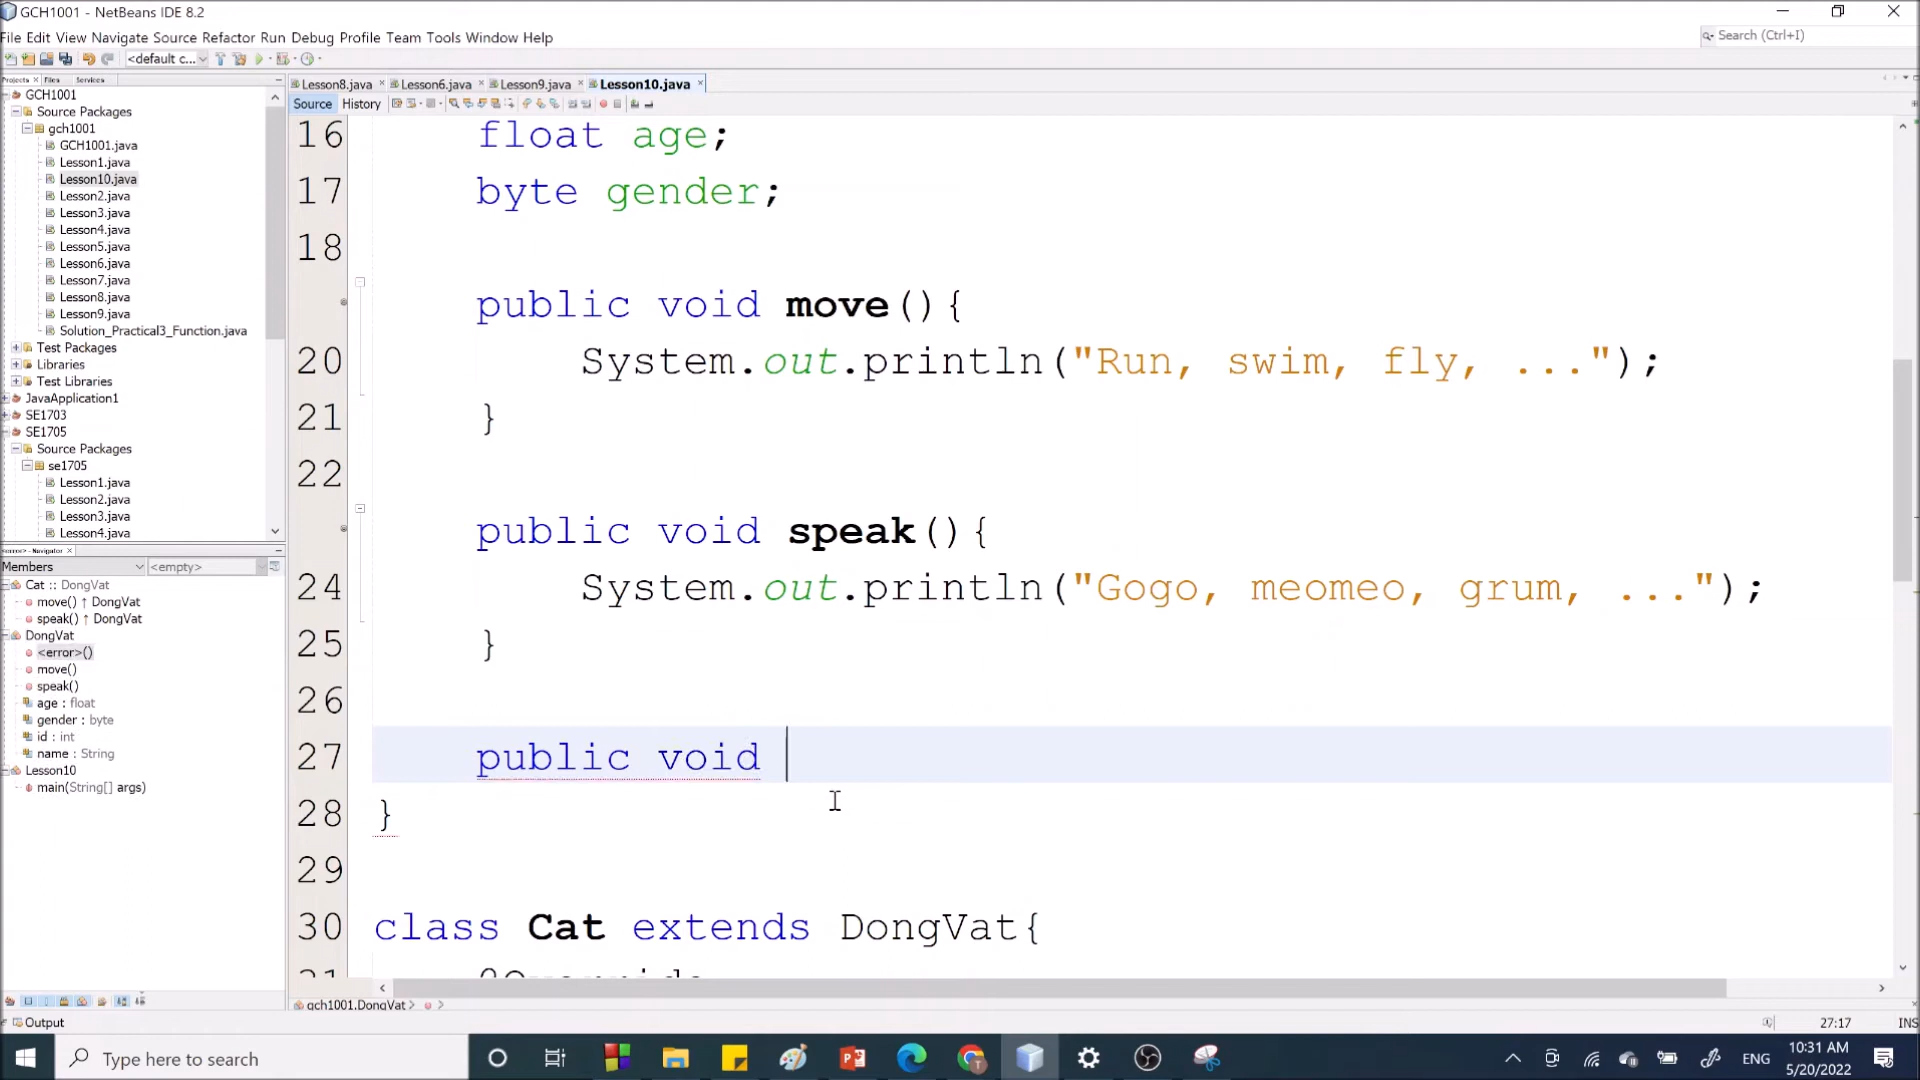 GCH1001 - NetBeans IDE 8.2
File Edit View Navigate Source Refactor Run Debug Profile Team Tools Window Help
Search (Ctrl+I)
<default c...
Projects Files Services
Lesson8.java Lesson6.java Lesson9.java Lesson10.java
Source History
GCH1001
Source Packages
gch1001
GCH1001.java
Lesson1.java
Lesson10.java
Lesson2.java
Lesson3.java
Lesson4.java
Lesson5.java
Lesson6.java
Lesson7.java
Lesson8.java
Lesson9.java
Solution_Practical3_Function.java
Test Packages
Libraries
Test Libraries
JavaApplication1
SE1703
SE1705
Source Packages
se1705
Lesson1.java
Lesson2.java
Lesson3.java
Lesson4.java
<error> - Navigator
Members <empty>
Cat :: DongVat
move() ↑ DongVat
speak() ↑ DongVat
DongVat
<error>()
move()
speak()
age : float
gender : byte
id : int
name : String
Lesson10
main(String[] args)
16 float age;
17 byte gender;
18
public void move(){
20 System.out.println("Run, swim, fly, ...");
21 }
22
public void speak(){
24 System.out.println("Gogo, meomeo, grum, ...");
25 }
26
27 public void
28 }
29
30 class Cat extends DongVat{
31 @Override
gch1001.DongVat
Output
27:17 INS
Type here to search
ENG
10:31 AM
5/20/2022